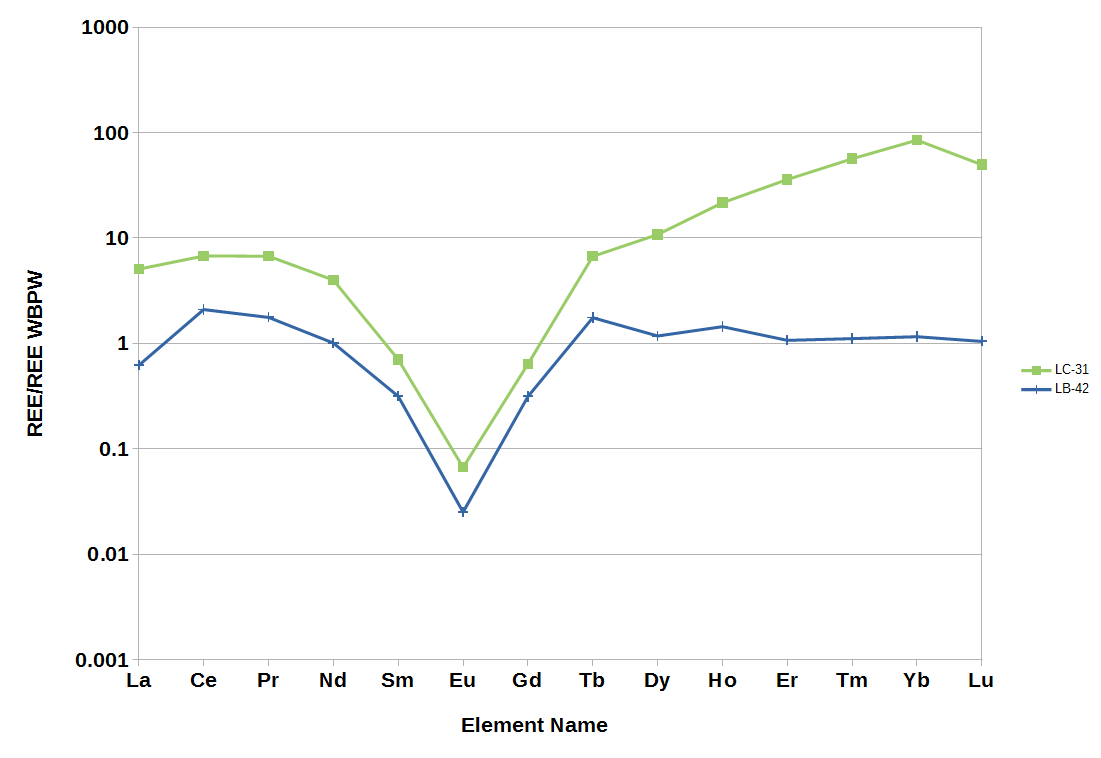 1000
100
10
1
0.1
0.01
0.001
REE/REE WBPW
La Ce Pr Nd Sm Eu Gd Tb Dy Ho Er Tm Yb Lu
Element Name
LC-31
LB-42